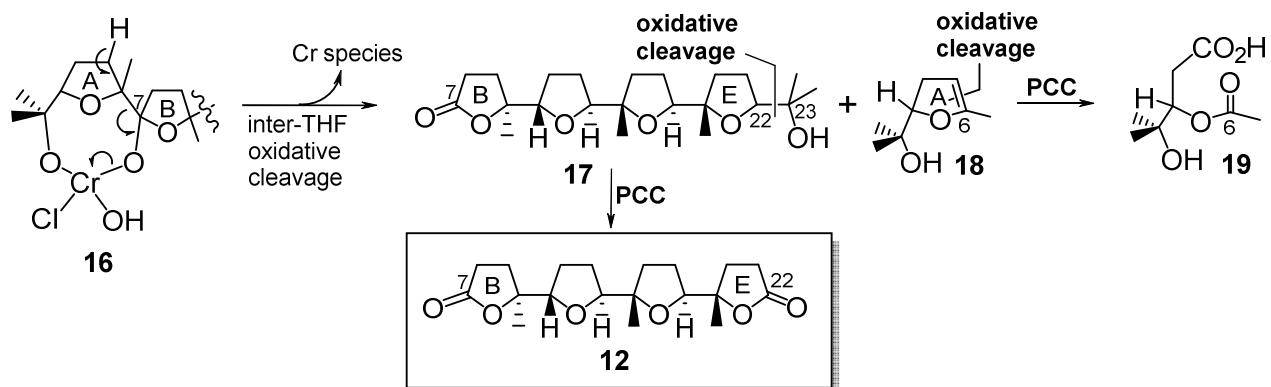 H
A
O
7
B
O
O
O
Cr
Cl
OH
16
Cr species
inter-THF
oxidative
cleavage
oxidative
cleavage
7
B
O
O
H
O
H
O
H
E
O
22
23
OH
17
PCC
+
oxidative
cleavage
H
A
O
6
OH
18
PCC
CO2H
O
O
6
OH
19
7
B
O
O
H
O
H
O
H
E
O
22
O
12